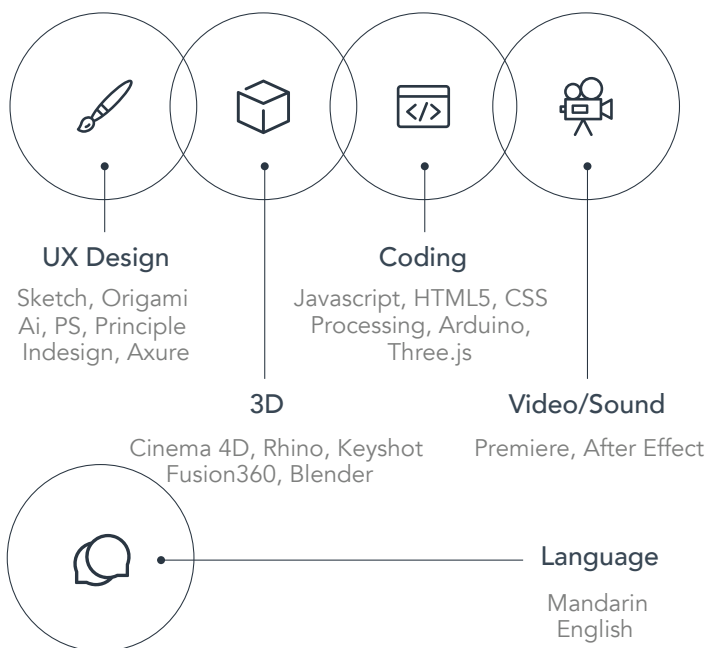 UX Design
Sketch, Origami
Ai, PS, Principle
Indesign, Axure
Coding
Javascript, HTML5, CSS
Processing, Arduino,
Three.js
3D
Cinema 4D, Rhino, Keyshot
Fusion360, Blender
Video/Sound
Premiere, After Effect
Language
Mandarin
English